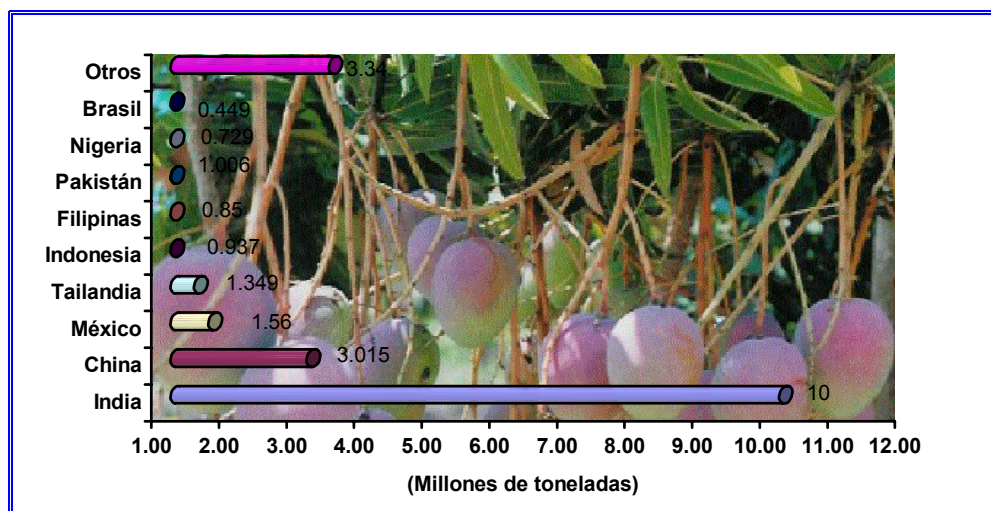 Otros 3.34
Brasil 0.449
Nigeria 0.729
Pakistán 1.006
Filipinas 0.85
Indonesia 0.937
Tailandia 1.349
México 1.56
China 3.015
India 10
1.00 2.00 3.00 4.00 5.00 6.00 7.00 8.00 9.00 10.00 11.00 12.00
(Millones de toneladas)